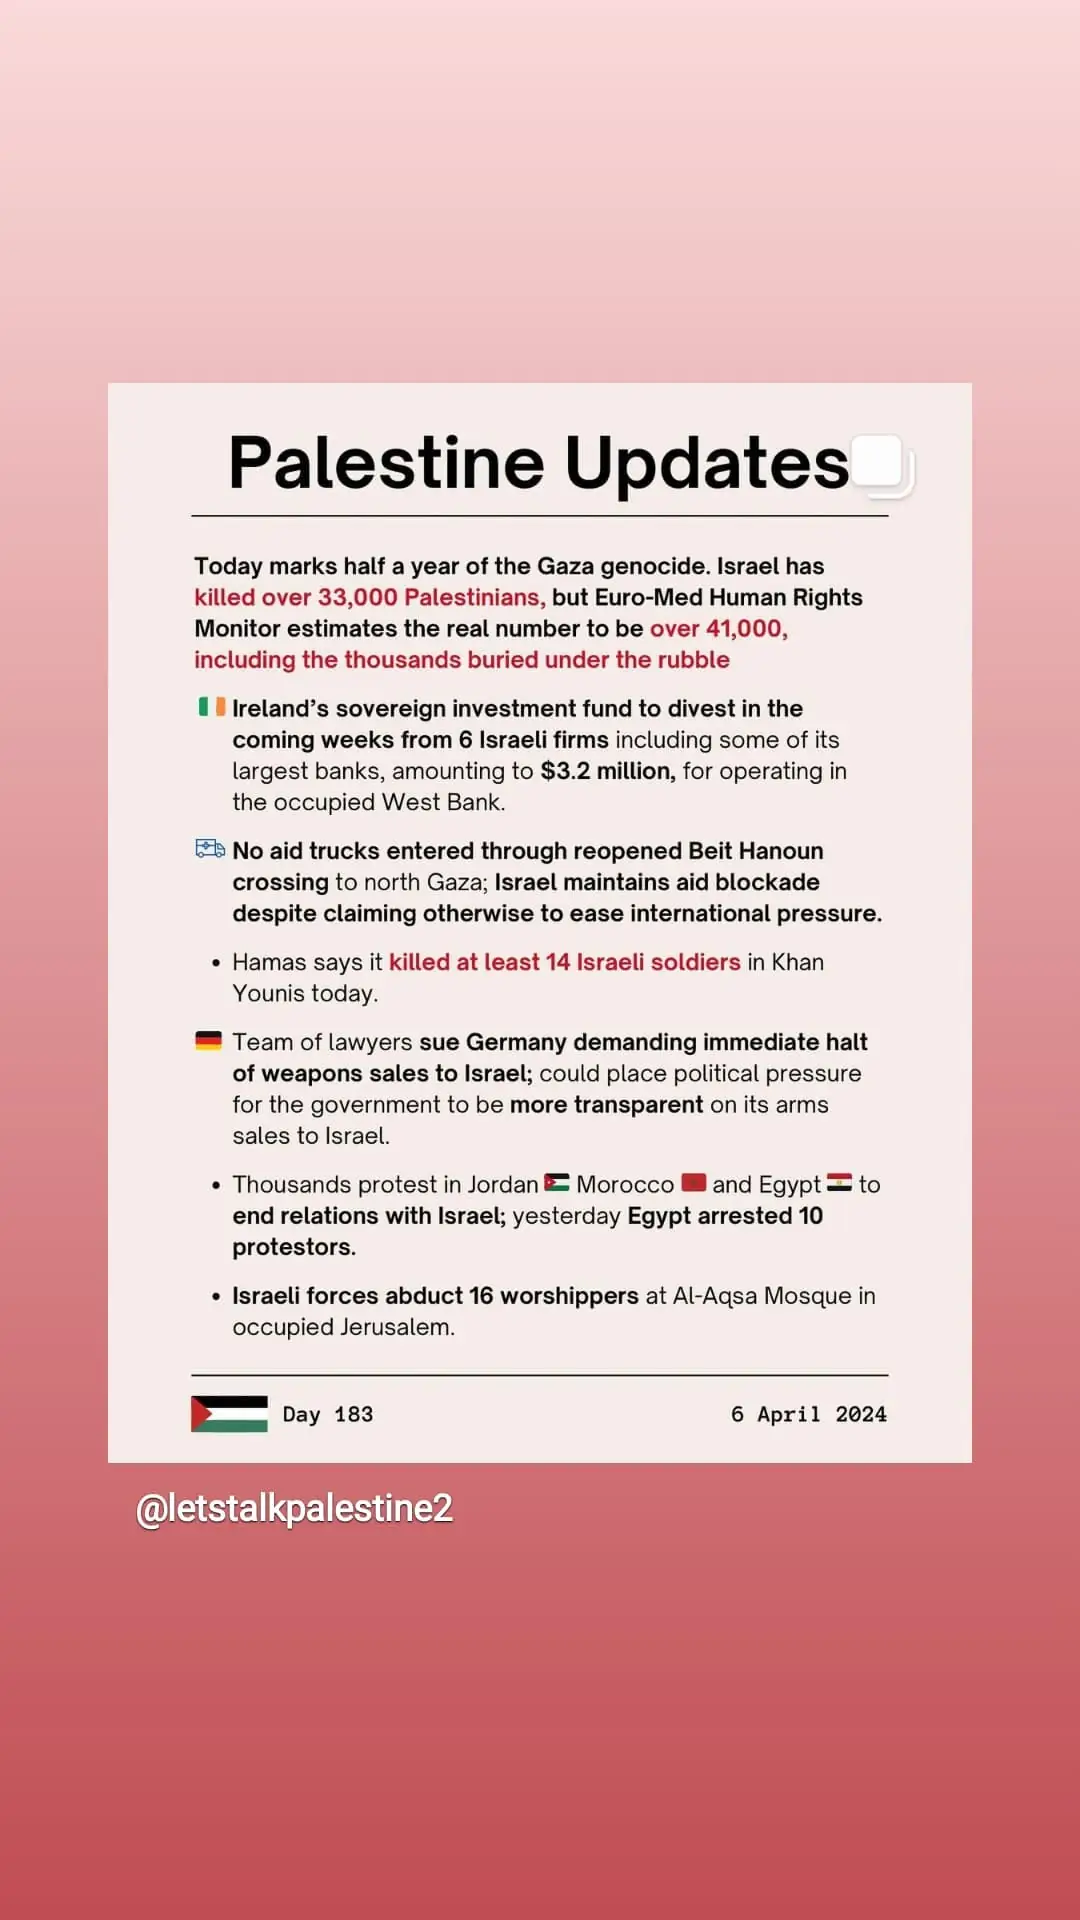 Palestine Updates
Today marks half a year of the Gaza genocide. Israel has
killed over 33,000 Palestinians, but Euro-Med Human Rights
Monitor estimates the real number to be over 41,000,
including the thousands buried under the rubble
Ireland’s sovereign investment fund to divest in the
coming weeks from 6 Israeli firms including some of its
largest banks, amounting to $3.2 million, for operating in
the occupied West Bank.
No aid trucks entered through reopened Beit Hanoun
crossing to north Gaza; Israel maintains aid blockade
despite claiming otherwise to ease international pressure.
• Hamas says it killed at least 14 Israeli soldiers in Khan
Younis today.
Team of lawyers sue Germany demanding immediate halt
of weapons sales to Israel; could place political pressure
for the government to be more transparent on its arms
sales to Israel.
• Thousands protest in Jordan Morocco and Egypt to
end relations with Israel; yesterday Egypt arrested 10
protestors.
• Israeli forces abduct 16 worshippers at Al-Aqsa Mosque in
occupied Jerusalem.
Day 183
6 April 2024
@letstalkpalestine2